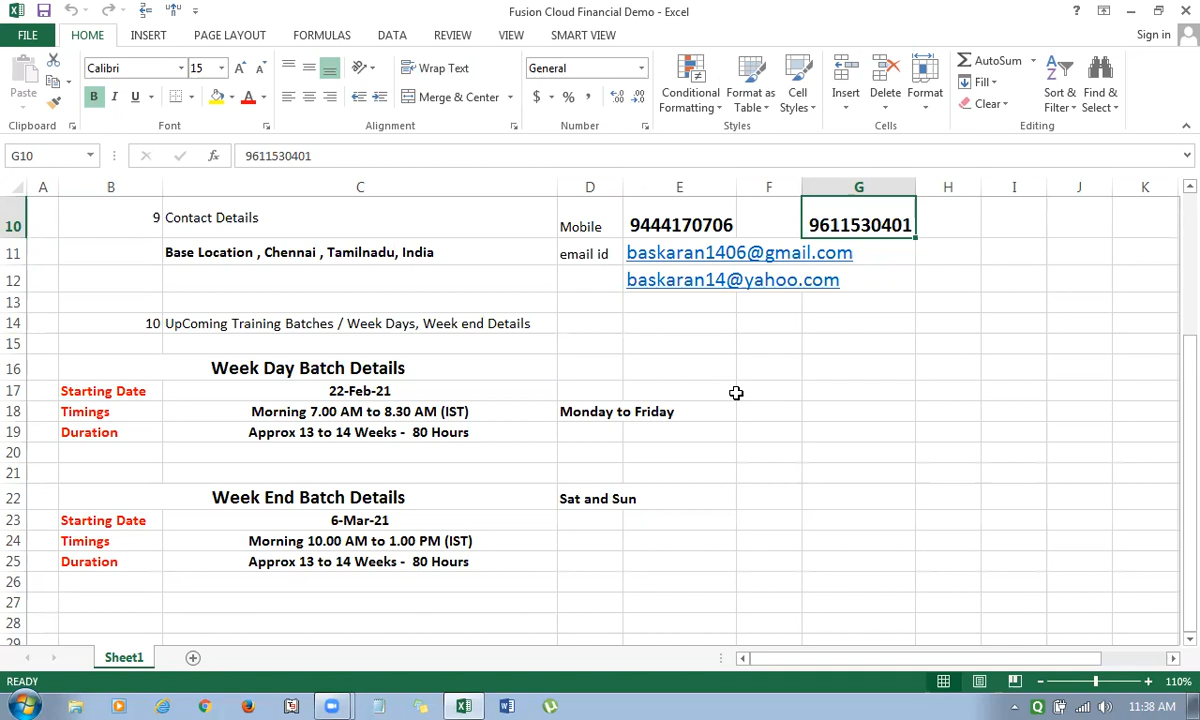 Fusion Cloud Financial Demo - Excel
?
FILE HOME INSERT PAGE LAYOUT FORMULAS DATA REVIEW VIEW SMART VIEW Sign in
Paste Calibri 15 A A Wrap Text General Conditional Formatting Format as Table Cell Styles Insert Delete Format AutoSum Fill Clear Sort & Filter Find & Select
B I U A Merge & Center $ % ,
Clipboard Font Alignment Number Styles Cells Editing
G10 fx 9611530401
A B C D E F G H I J K
10 9 Contact Details Mobile 9444170706 9611530401
11 Base Location , Chennai , Tamilnadu, India email id baskaran1406@gmail.com
12 baskaran14@yahoo.com
13
14 10 UpComing Training Batches / Week Days, Week end Details
15
16 Week Day Batch Details
17 Starting Date 22-Feb-21
18 Timings Morning 7.00 AM to 8.30 AM (IST) Monday to Friday
19 Duration Approx 13 to 14 Weeks - 80 Hours
20
21
22 Week End Batch Details Sat and Sun
23 Starting Date 6-Mar-21
24 Timings Morning 10.00 AM to 1.00 PM (IST)
25 Duration Approx 13 to 14 Weeks - 80 Hours
26
27
28
29
Sheet1
READY 110%
11:38 AM